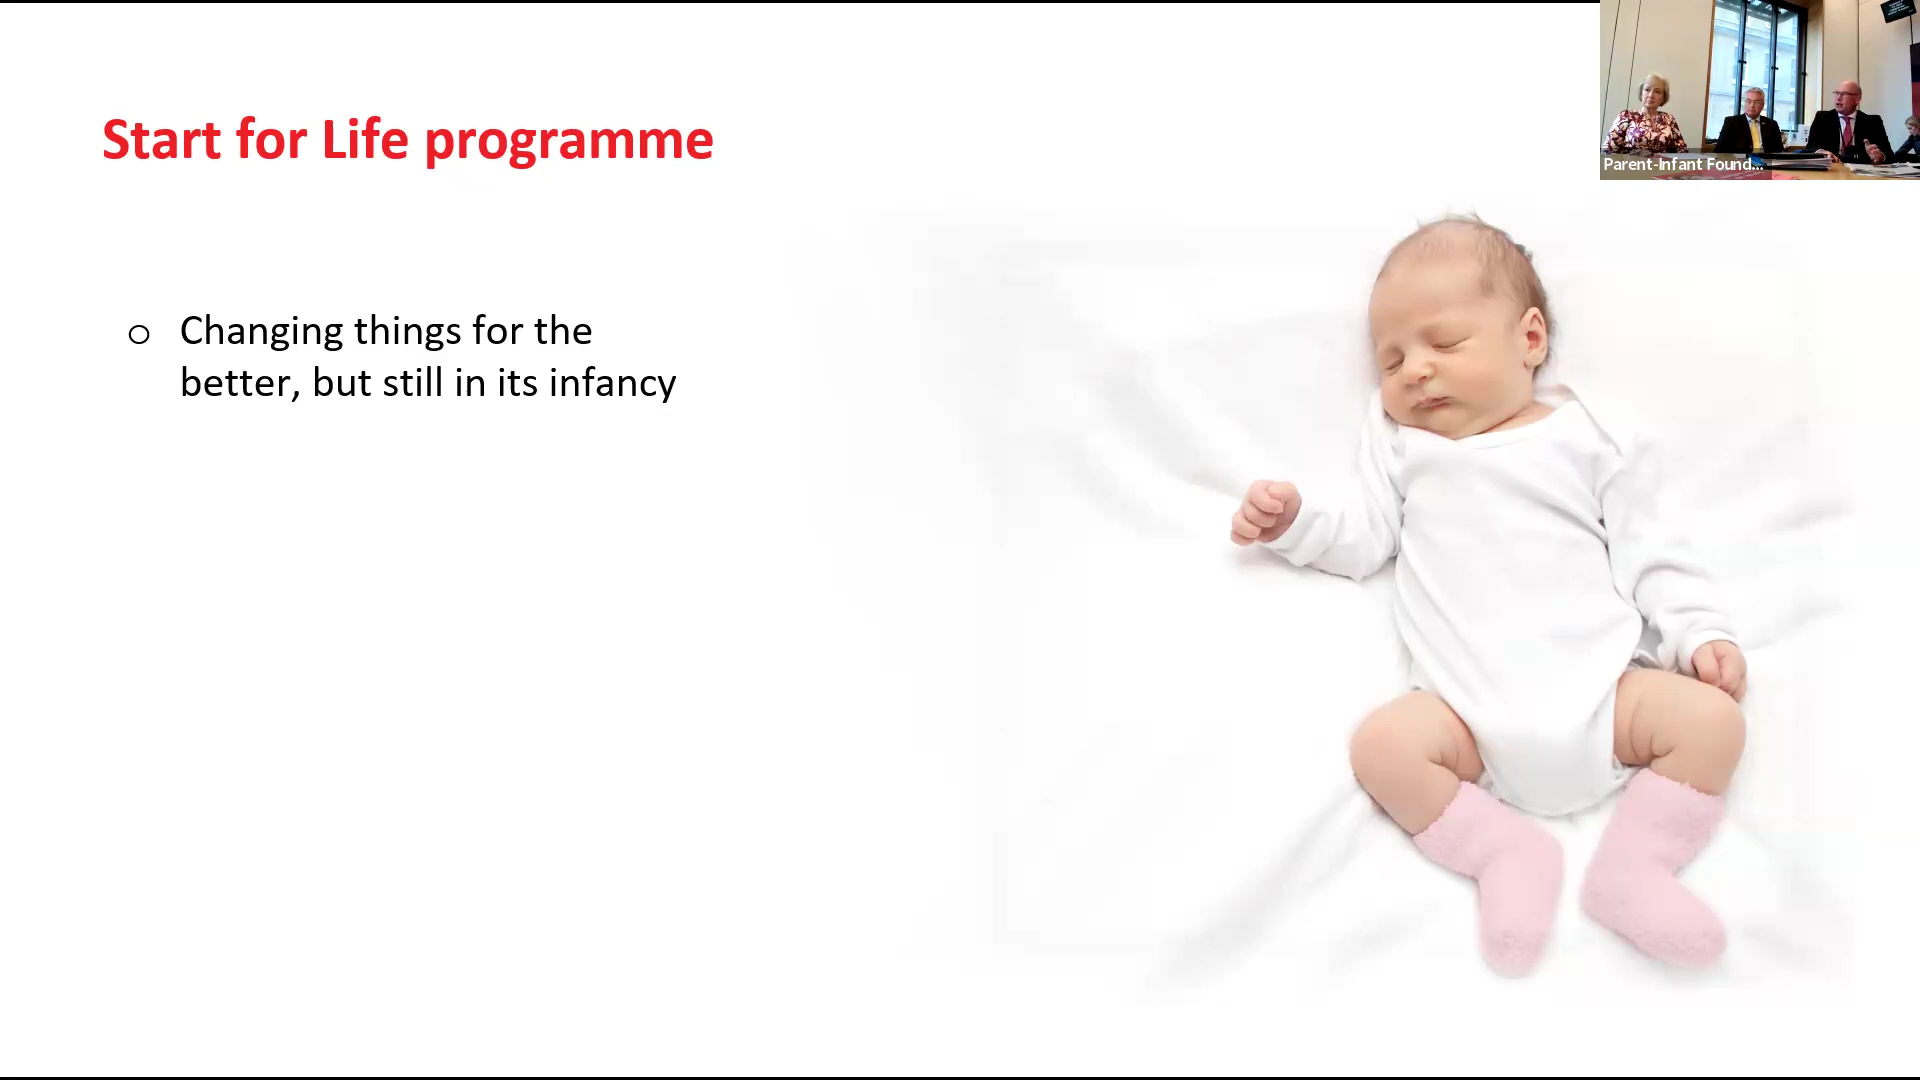 Start for Life programme
Parent-Infant Found...
Changing things for the
better, but still in its infancy